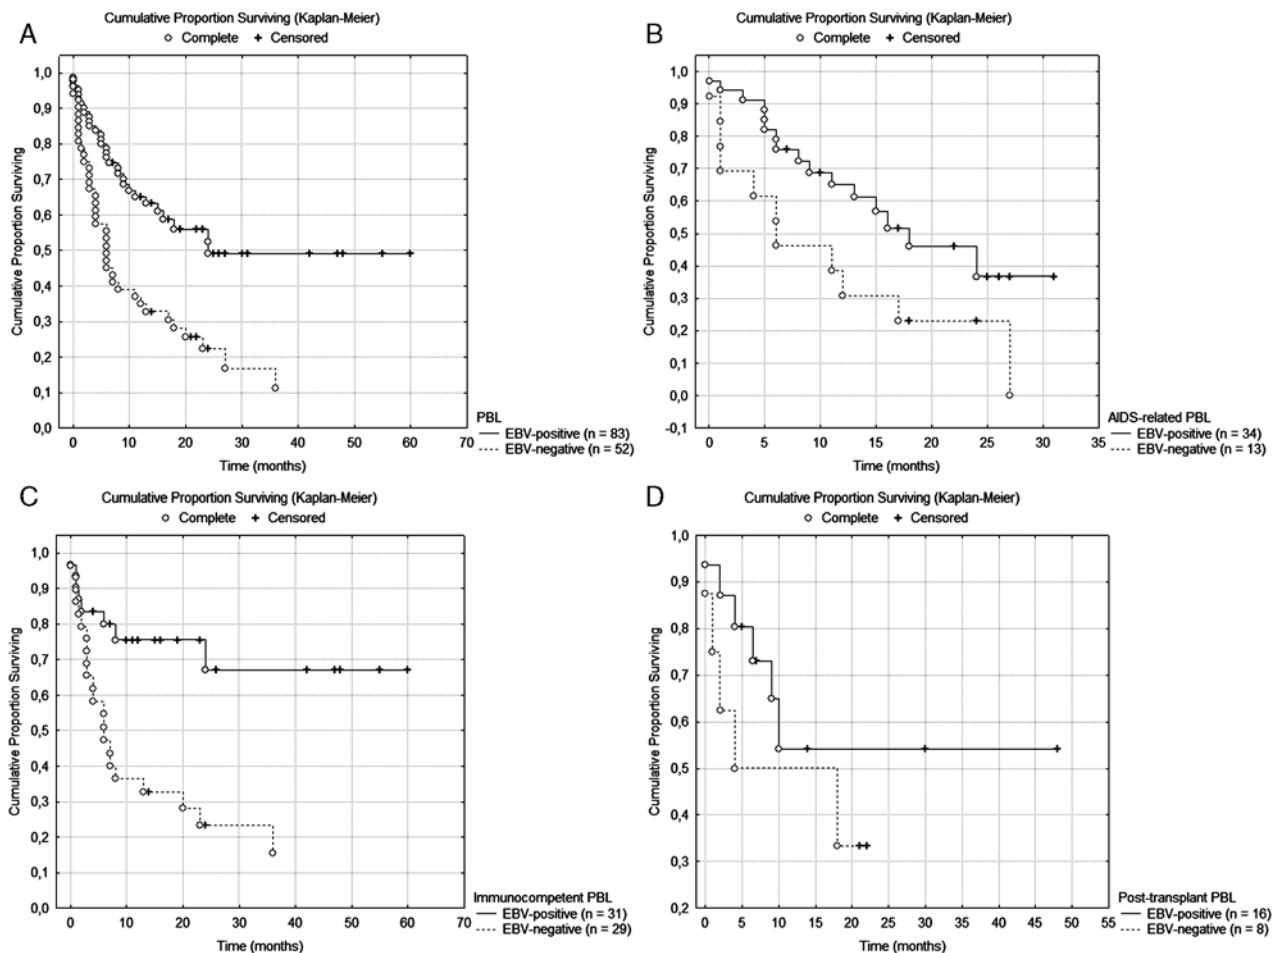 A
Cumulative Proportion Surviving (Kaplan-Meier)
Complete + Censored
1,0
0,9
0,8
0,7
0,6
0,5
0,4
0,3
0,2
0,1
0,0
Cumulative Proportion Surviving
0 10 20 30 40 50 60 70
Time (months)
PBL
EBV-positive (n = 83)
EBV-negative (n = 52)
B
Cumulative Proportion Surviving (Kaplan-Meier)
Complete + Censored
1,0
0,9
0,8
0,7
0,6
0,5
0,4
0,3
0,2
0,1
0,0
-0,1
Cumulative Proportion Surviving
0 5 10 15 20 25 30 35
Time (months)
AIDS-related PBL
EBV-positive (n = 34)
EBV-negative (n = 13)
C
Cumulative Proportion Surviving (Kaplan-Meier)
Complete + Censored
1,0
0,9
0,8
0,7
0,6
0,5
0,4
0,3
0,2
0,1
0,0
Cumulative Proportion Surviving
0 10 20 30 40 50 60 70
Time (months)
Immunocompetent PBL
EBV-positive (n = 31)
EBV-negative (n = 29)
D
Cumulative Proportion Surviving (Kaplan-Meier)
Complete + Censored
1,0
0,9
0,8
0,7
0,6
0,5
0,4
0,3
0,2
Cumulative Proportion Surviving
0 5 10 15 20 25 30 35 40 45 50 55
Time (months)
Post-transplant PBL
EBV-positive (n = 16)
EBV-negative (n = 8)